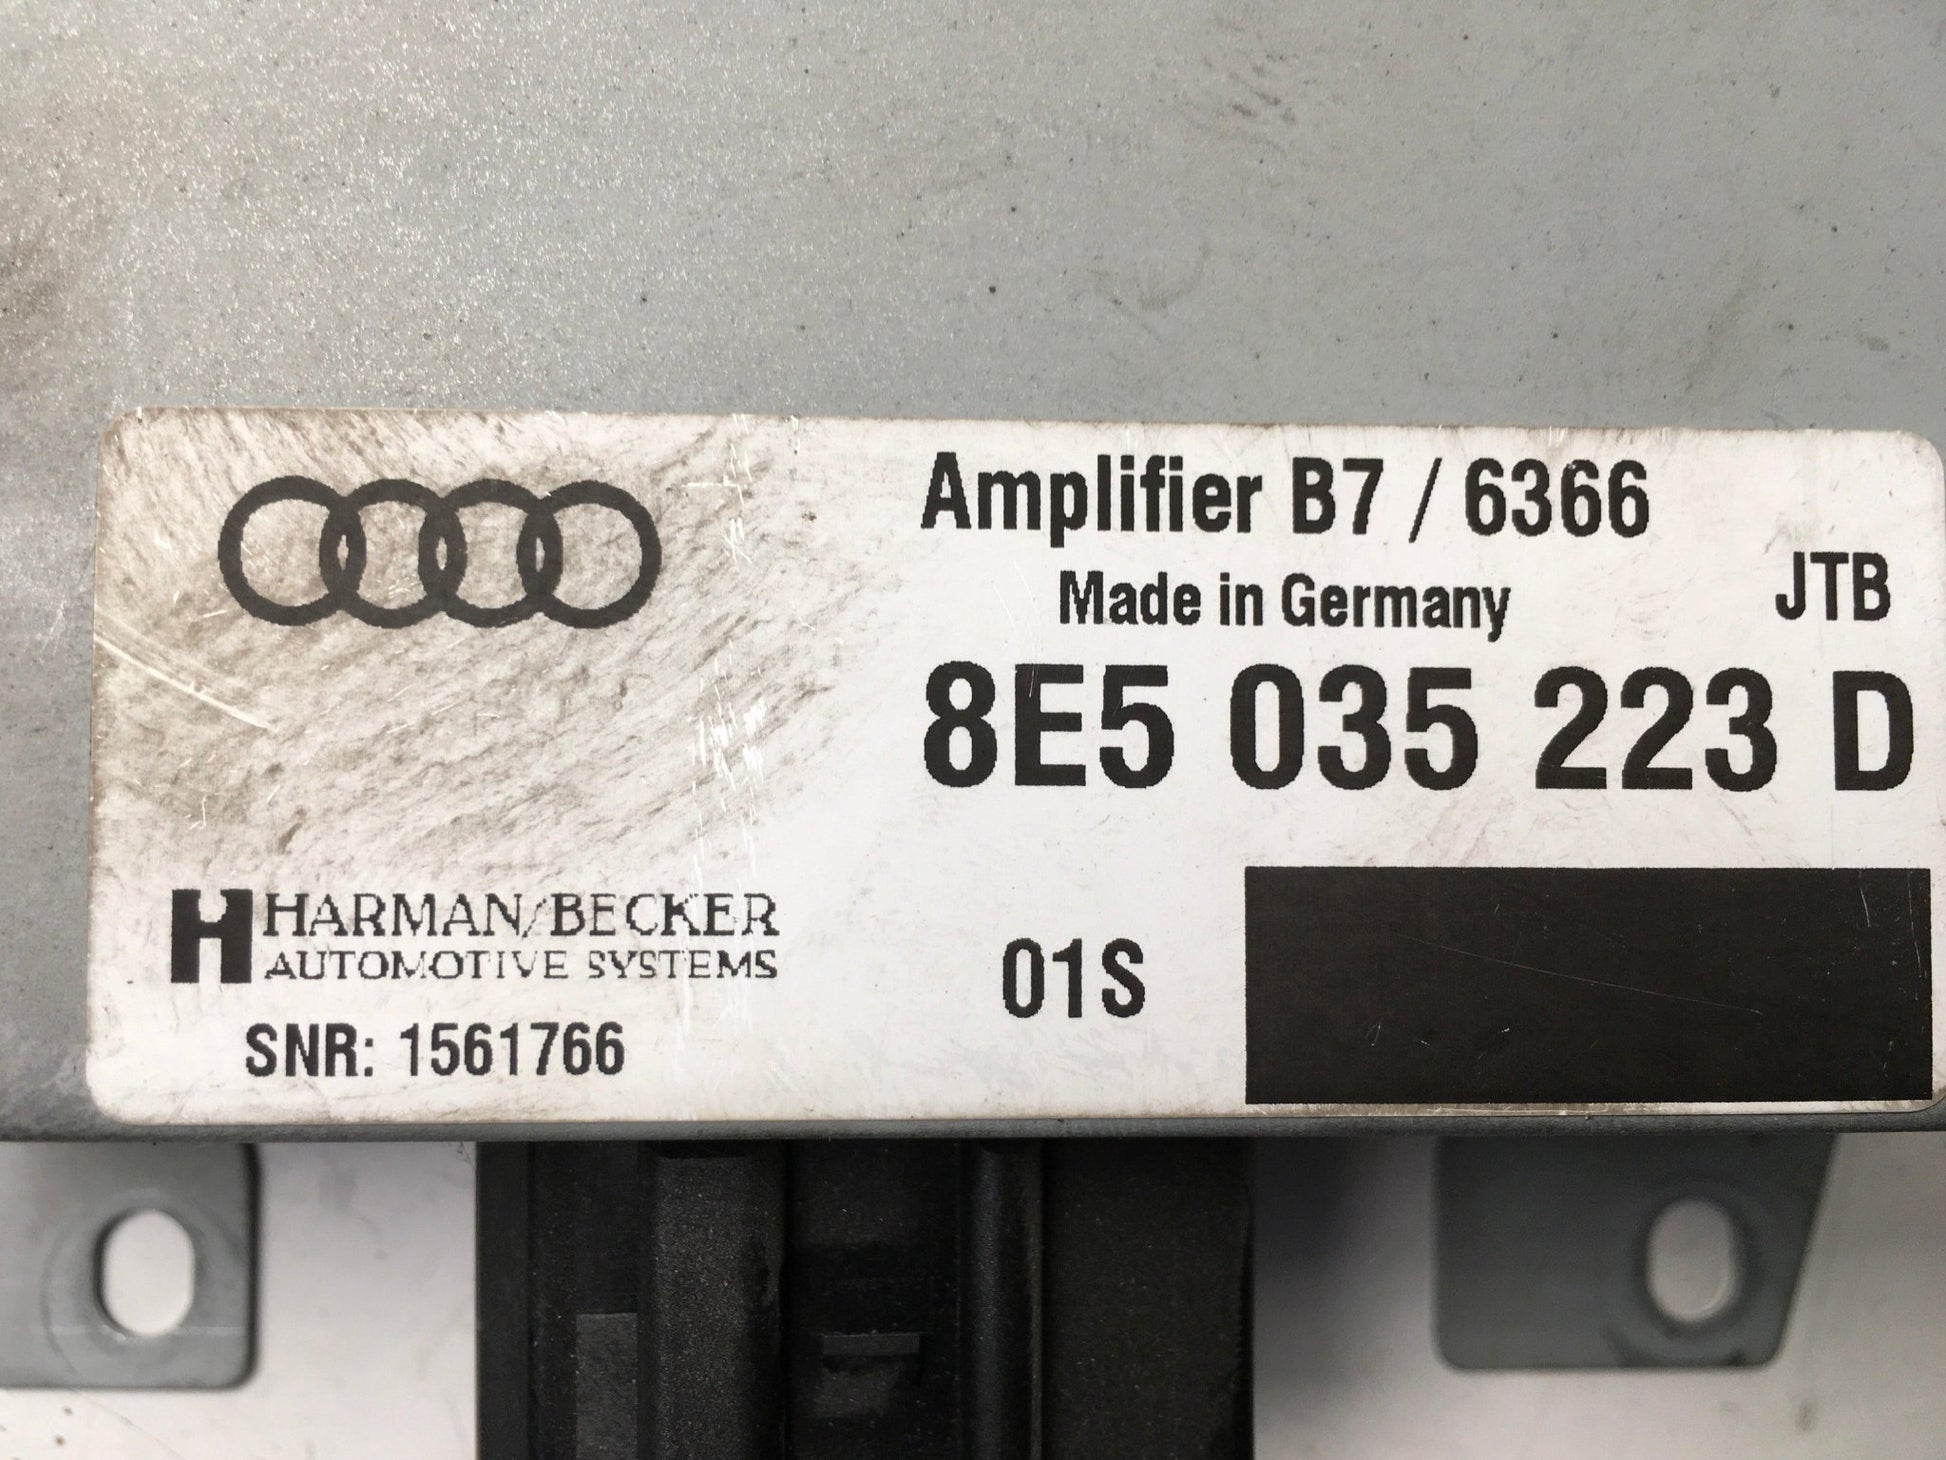 Amplifier B7 / 6366
Made in Germany
JTB
8E5 035 223 D
H HARMAN/BECKER
AUTOMOTIVE SYSTEMS
01S
SNR: 1561766